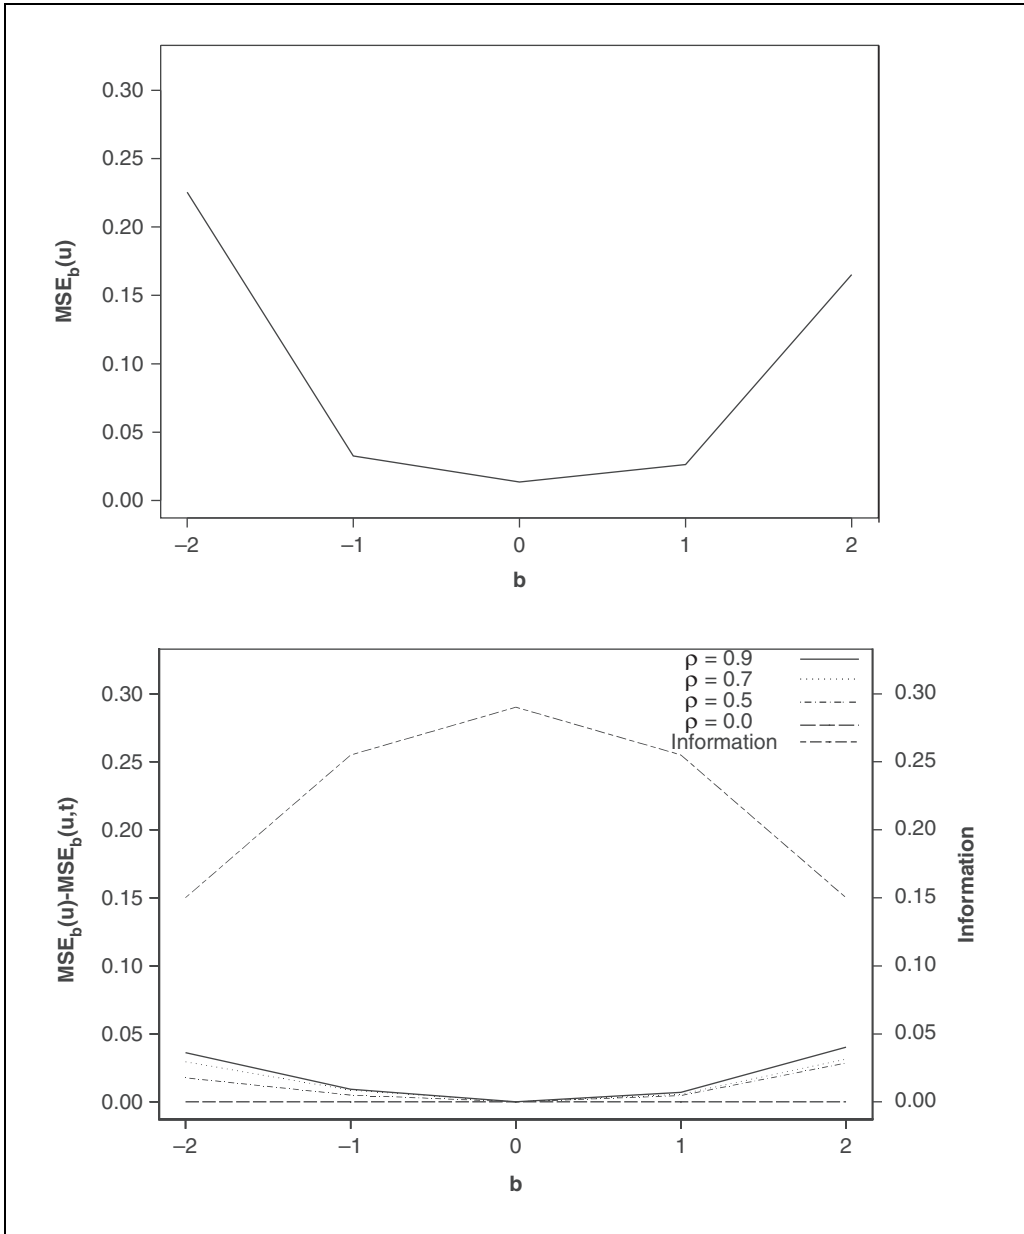 0.30
0.25
0.20
0.15
0.10
0.05
0.00
MSE_b(u)
−2 −1 0 1 2
b
ρ = 0.9
ρ = 0.7
ρ = 0.5
ρ = 0.0
Information
0.30 0.30
0.25 0.25
0.20 0.20
0.15 0.15
0.10 0.10
0.05 0.05
0.00 0.00
MSE_b(u)-MSE_b(u,t)
Information
−2 −1 0 1 2
b